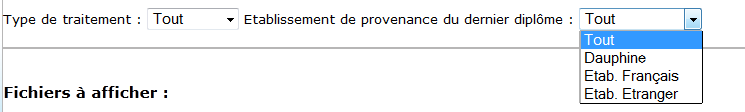 Type de traitement : Tout Etablissement de provenance du dernier diplôme : Tout
Tout
Dauphine
Etab. Français
Etab. Etranger
Fichiers à afficher :